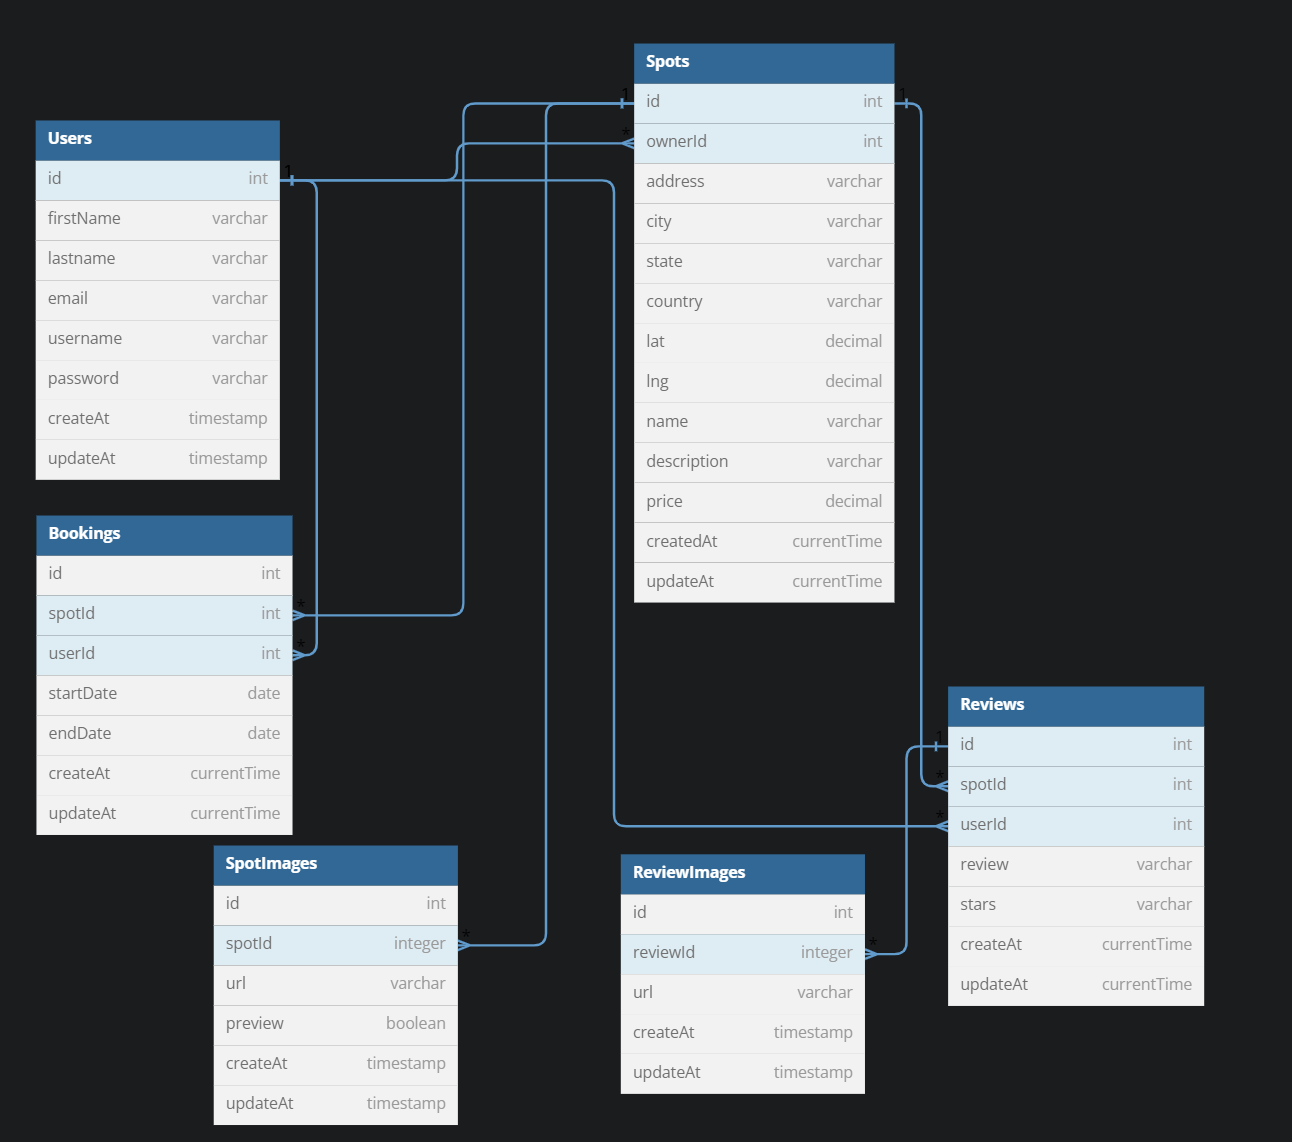 Users
id int
firstName varchar
lastname varchar
email varchar
username varchar
password varchar
createAt timestamp
updateAt timestamp
1
Spots
1 id int 1
* ownerId int
address varchar
city varchar
state varchar
country varchar
lat decimal
lng decimal
name varchar
description varchar
price decimal
createdAt currentTime
updateAt currentTime
Bookings
id int
spotId int *
userId int *
startDate date
endDate date
createAt currentTime
updateAt currentTime
Reviews
1 id int
* spotId int
* userId int
review varchar
stars varchar
createAt currentTime
updateAt currentTime
SpotImages
id int
spotId integer *
url varchar
preview boolean
createAt timestamp
updateAt timestamp
ReviewImages
id int
reviewId integer *
url varchar
createAt timestamp
updateAt timestamp